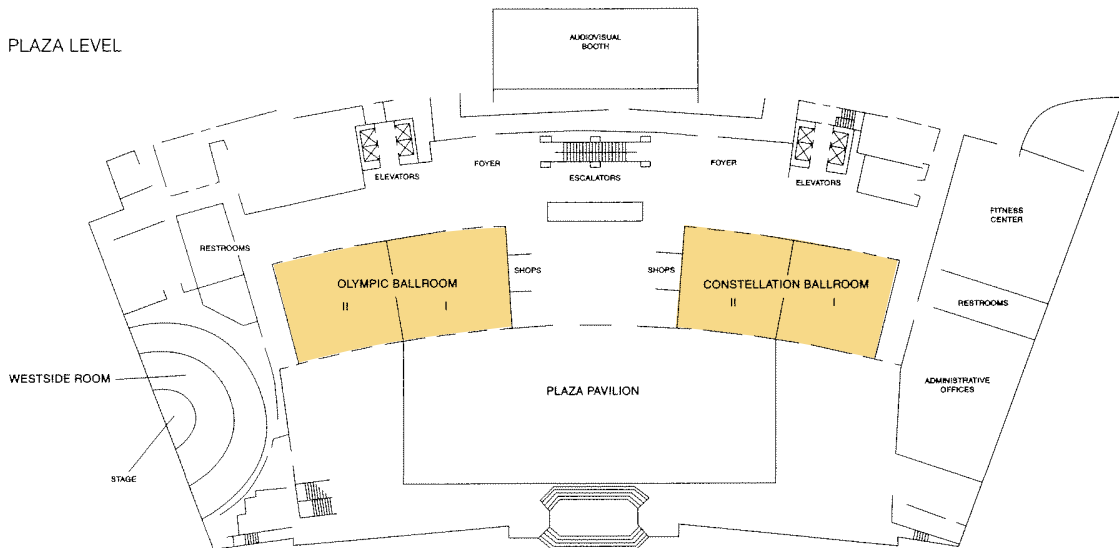 PLAZA LEVEL
AUDIOVISUAL
BOOTH
ELEVATORS
FOYER
ESCALATORS
FOYER
ELEVATORS
FITNESS
CENTER
RESTROOMS
OLYMPIC BALLROOM
II
I
SHOPS
SHOPS
CONSTELLATION BALLROOM
II
I
RESTROOMS
WESTSIDE ROOM
PLAZA PAVILION
ADMINISTRATIVE
OFFICES
STAGE